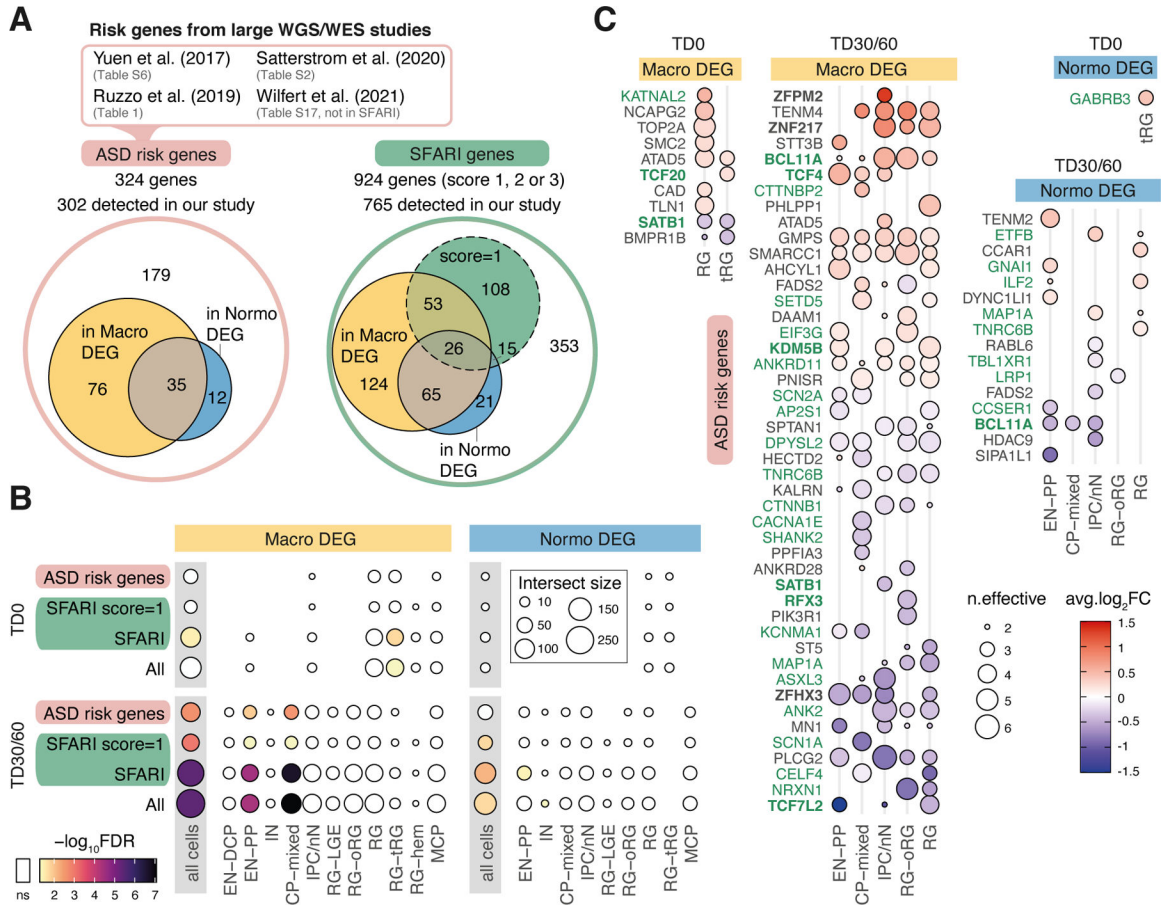 A
Risk genes from large WGS/WES studies
Yuen et al. (2017)
(Table S6)
Satterstrom et al. (2020)
(Table S2)
Ruzzo et al. (2019)
(Table 1)
Wilfert et al. (2021)
(Table S17, not in SFARI)
ASD risk genes
324 genes
302 detected in our study
179
in Macro
DEG
in Normo
DEG
76
35
12
SFARI genes
924 genes (score 1, 2 or 3)
765 detected in our study
score=1
108
53
in Macro
DEG
26
15
353
124
65
21
in Normo
DEG
B
Macro DEG
Normo DEG
TD0
ASD risk genes
SFARI score=1
SFARI
All
Intersect size
10
50
100
150
250
TD30/60
ASD risk genes
SFARI score=1
SFARI
All
all cells
EN-DCP
EN-PP
IN
CP-mixed
IPC/nN
RG-LGE
RG-oRG
RG
RG-tRG
RG-hem
MCP
all cells
EN-PP
IN
CP-mixed
IPC/nN
RG-LGE
RG-oRG
RG
RG-tRG
MCP
-log10FDR
ns
2 3 4 5 6 7
C
TD0
Macro DEG
KATNAL2
NCAPG2
TOP2A
SMC2
ATAD5
TCF20
CAD
TLN1
SATB1
BMPR1B
RG
tRG
ASD risk genes
TD30/60
Macro DEG
ZFPM2
TENM4
ZNF217
STT3B
BCL11A
TCF4
CTTNBP2
PHLPP1
ATAD5
GMPS
SMARCC1
AHCYL1
FADS2
SETD5
DAAM1
EIF3G
KDM5B
ANKRD11
PNISR
SCN2A
AP2S1
SPTAN1
DPYSL2
HECTD2
TNRC6B
KALRN
CTNNB1
CACNA1E
SHANK2
PPFIA3
ANKRD28
SATB1
RFX3
PIK3R1
KCNMA1
ST5
MAP1A
ASXL3
ZFHX3
ANK2
MN1
SCN1A
PLCG2
CELF4
NRXN1
TCF7L2
EN-PP
CP-mixed
IPC/nN
RG-oRG
RG
TD0
Normo DEG
GABRB3
tRG
TD30/60
Normo DEG
TENM2
ETFB
CCAR1
GNAI1
ILF2
DYNC1LI1
MAP1A
TNRC6B
RABL6
TBL1XR1
LRP1
FADS2
CCSER1
BCL11A
HDAC9
SIPA1L1
EN-PP
CP-mixed
IPC/nN
RG-oRG
RG
n.effective
2
3
4
5
6
avg.log2FC
1.5
1
0.5
0
-0.5
-1
-1.5